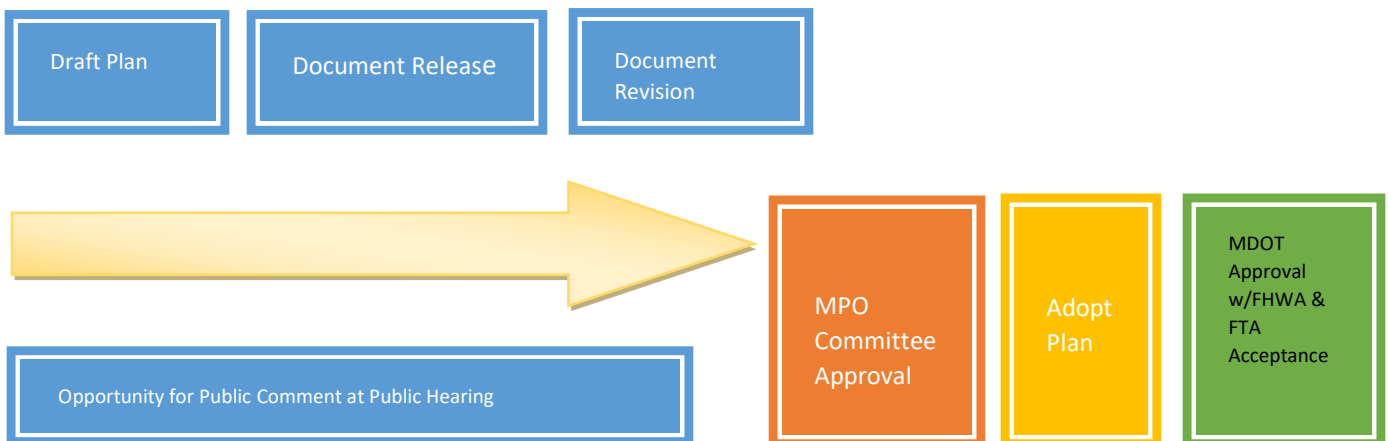 Draft Plan
Document Release
Document
Revision
MPO
Committee
Approval
Adopt
Plan
MDOT
Approval
w/FHWA &
FTA
Acceptance
Opportunity for Public Comment at Public Hearing